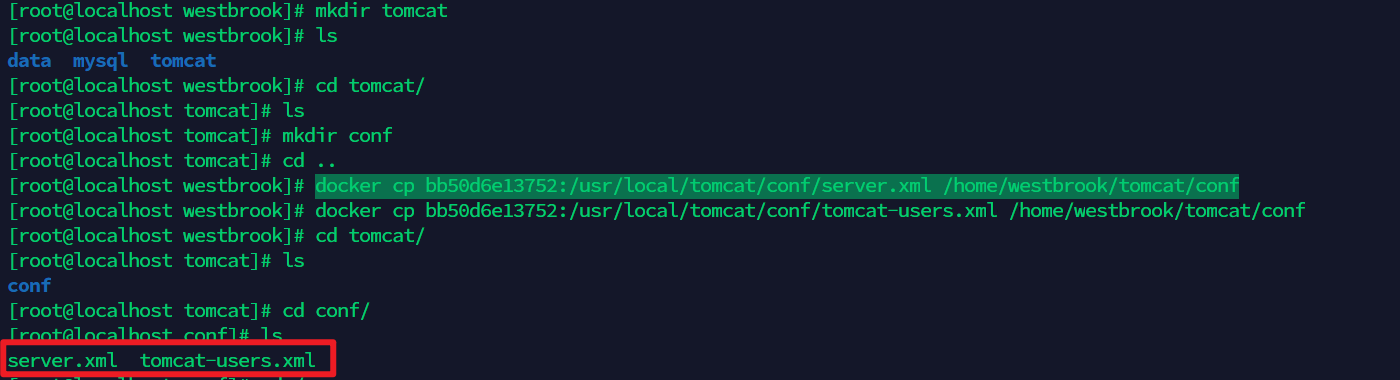 [root@localhost westbrook]# mkdir tomcat
[root@localhost westbrook]# ls
data  mysql  tomcat
[root@localhost westbrook]# cd tomcat/
[root@localhost tomcat]# ls
[root@localhost tomcat]# mkdir conf
[root@localhost tomcat]# cd ..
[root@localhost westbrook]# docker cp bb50d6e13752:/usr/local/tomcat/conf/server.xml /home/westbrook/tomcat/conf
[root@localhost westbrook]# docker cp bb50d6e13752:/usr/local/tomcat/conf/tomcat-users.xml /home/westbrook/tomcat/conf
[root@localhost westbrook]# cd tomcat/
[root@localhost tomcat]# ls
conf
[root@localhost tomcat]# cd conf/
[root@localhost conf]# ls
server.xml  tomcat-users.xml